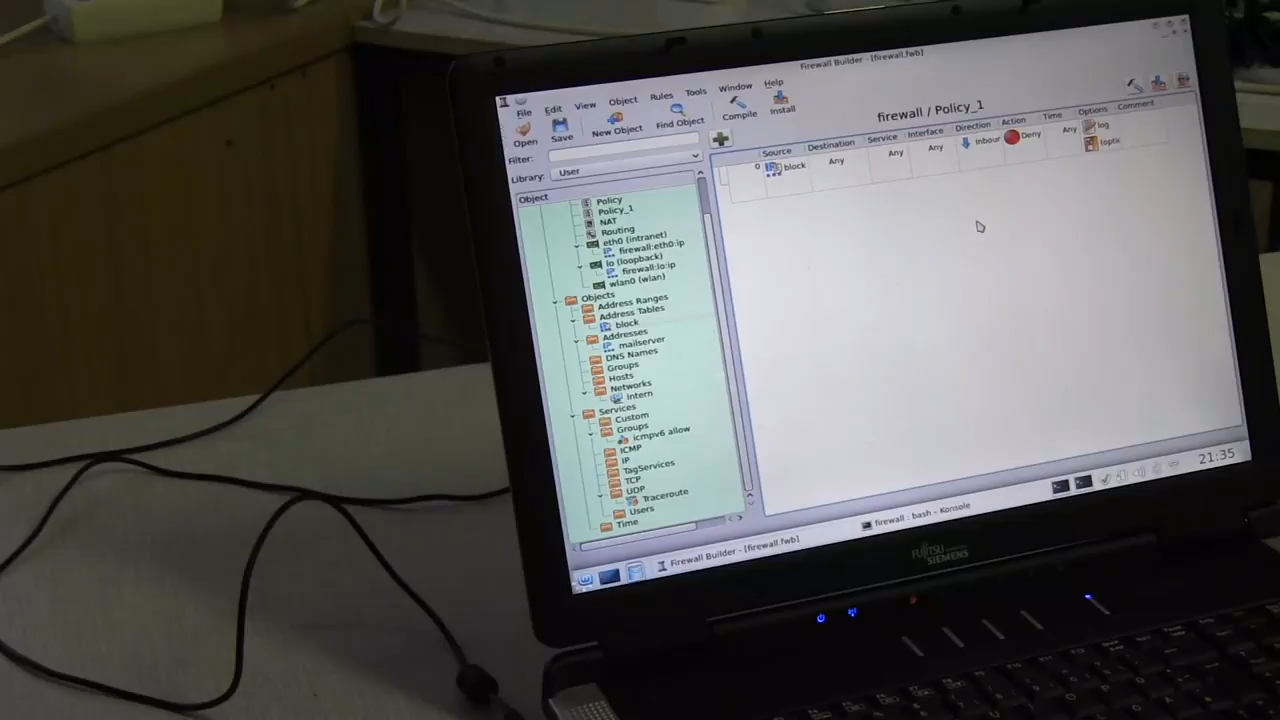 Firewall Builder - [firewall.fwb]
File Edit View Object Rules Tools Window Help
Open Save New Object Find Object Compile Install
firewall / Policy_1
Filter:
Library: User
Object
Source Destination Service Interface Direction Action Time Options Comment
0 block Any Any Any Inbour Deny Any log
(optic
Policy
Policy_1
NAT
Routing
eth0 (intranet)
firewall:eth0:ip
lo (loopback)
firewall:lo:ip
wlan0 (wlan)
Objects
Address Ranges
Address Tables
block
Addresses
mailserver
DNS Names
Groups
Hosts
Networks
Intern
Services
Custom
Groups
icmpv6 allow
ICMP
IP
TagServices
TCP
UDP
Traceroute
Users
Time
Firewall Builder - [firewall.fwb]
firewall : bash - Konsole
21:35
FUJITSU
SIEMENS